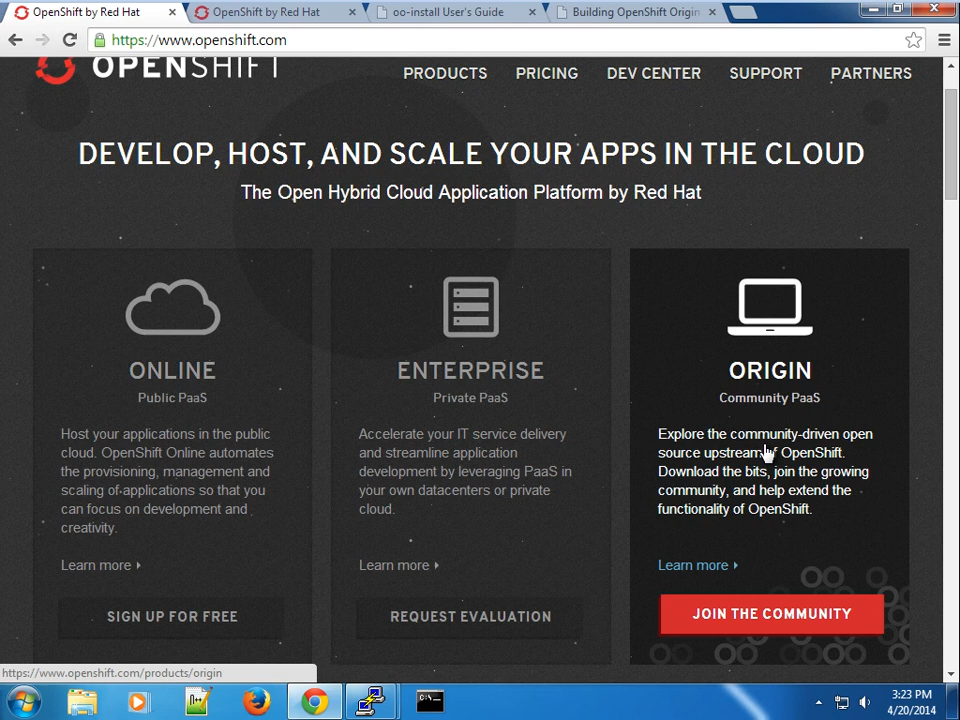 OpenShift by Red Hat
OpenShift by Red Hat
oo-install User's Guide
Building OpenShift Origin
https://www.openshift.com
OPENSHIFT
PRODUCTS
PRICING
DEV CENTER
SUPPORT
PARTNERS
DEVELOP, HOST, AND SCALE YOUR APPS IN THE CLOUD
The Open Hybrid Cloud Application Platform by Red Hat
ONLINE
Public PaaS
Host your applications in the public
cloud. OpenShift Online automates
the provisioning, management and
scaling of applications so that you
can focus on development and
creativity.
Learn more
SIGN UP FOR FREE
ENTERPRISE
Private PaaS
Accelerate your IT service delivery
and streamline application
development by leveraging PaaS in
your own datacenters or private
cloud.
Learn more
REQUEST EVALUATION
ORIGIN
Community PaaS
Explore the community-driven open
source upstream of OpenShift.
Download the bits, join the growing
community, and help extend the
functionality of OpenShift.
Learn more
JOIN THE COMMUNITY
https://www.openshift.com/products/origin
3:23 PM
4/20/2014